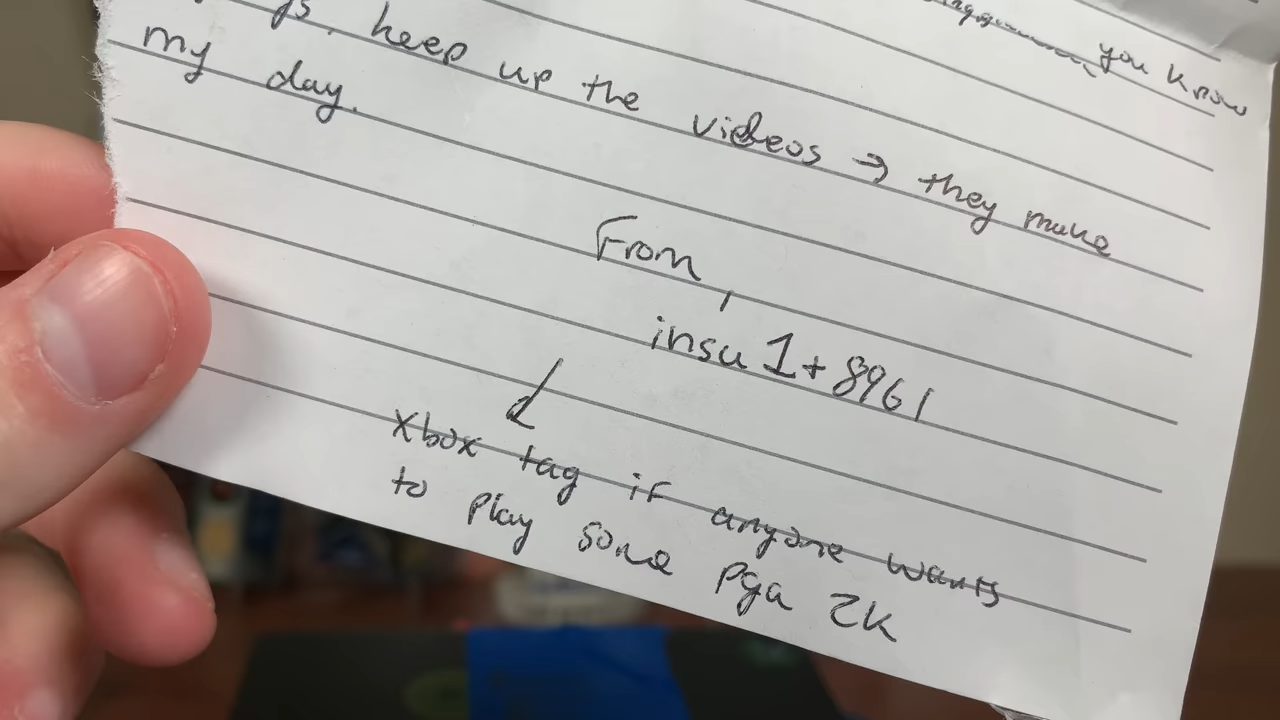 you know
keep up the videos → they make
my day.
From,
insu1+8961
Xbox tag if anyone wants
to play some pga 2K